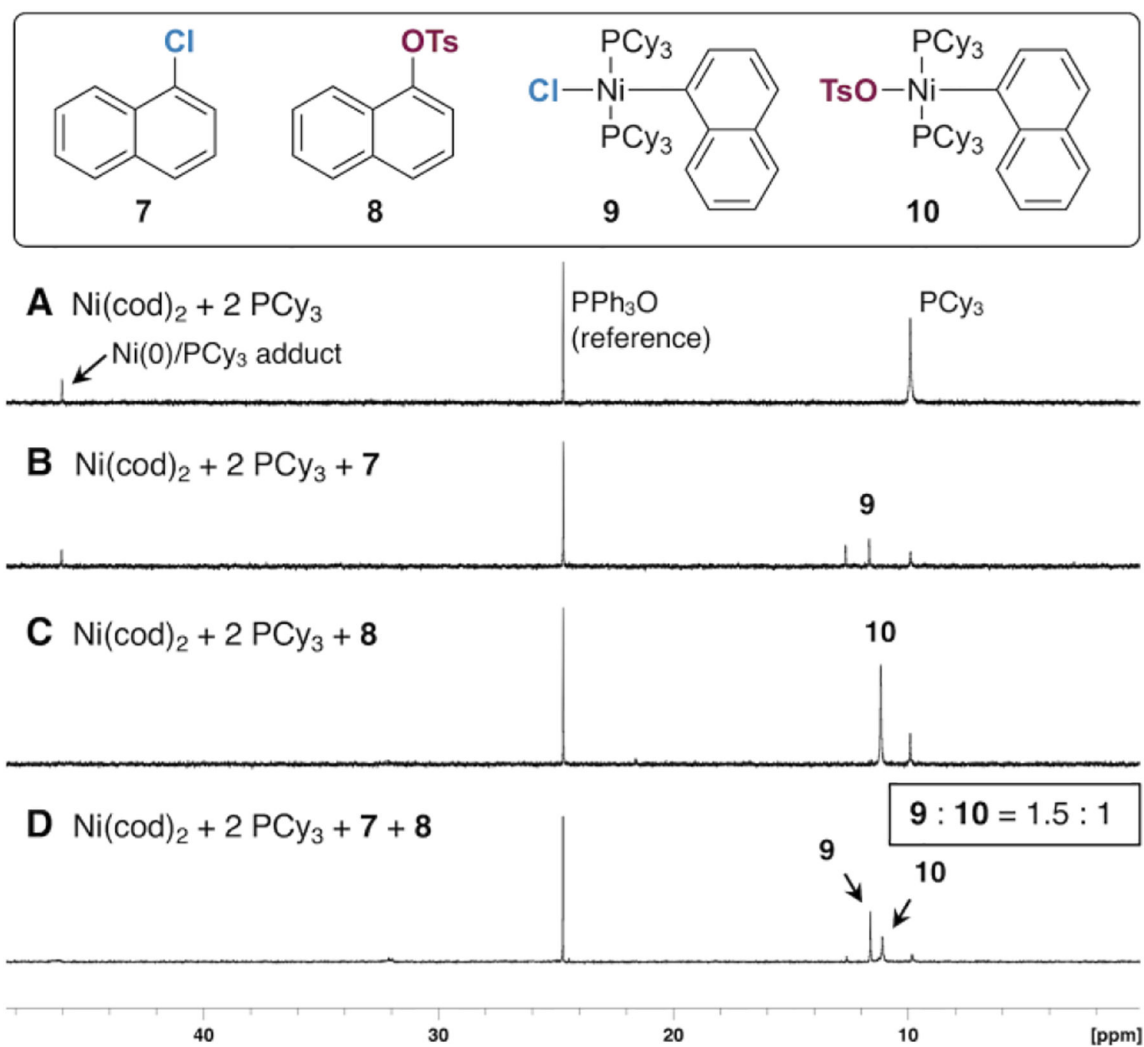 Cl
OTs
PCy₃
PCy₃
Cl—Ni
TsO—Ni
PCy₃
PCy₃
7
8
9
10
A Ni(cod)₂ + 2 PCy₃
PPh₃O
(reference)
PCy₃
Ni(0)/PCy₃ adduct
B Ni(cod)₂ + 2 PCy₃ + 7
9
C Ni(cod)₂ + 2 PCy₃ + 8
10
9 : 10 = 1.5 : 1
D Ni(cod)₂ + 2 PCy₃ + 7 + 8
9
10
40 30 20 10 [ppm]